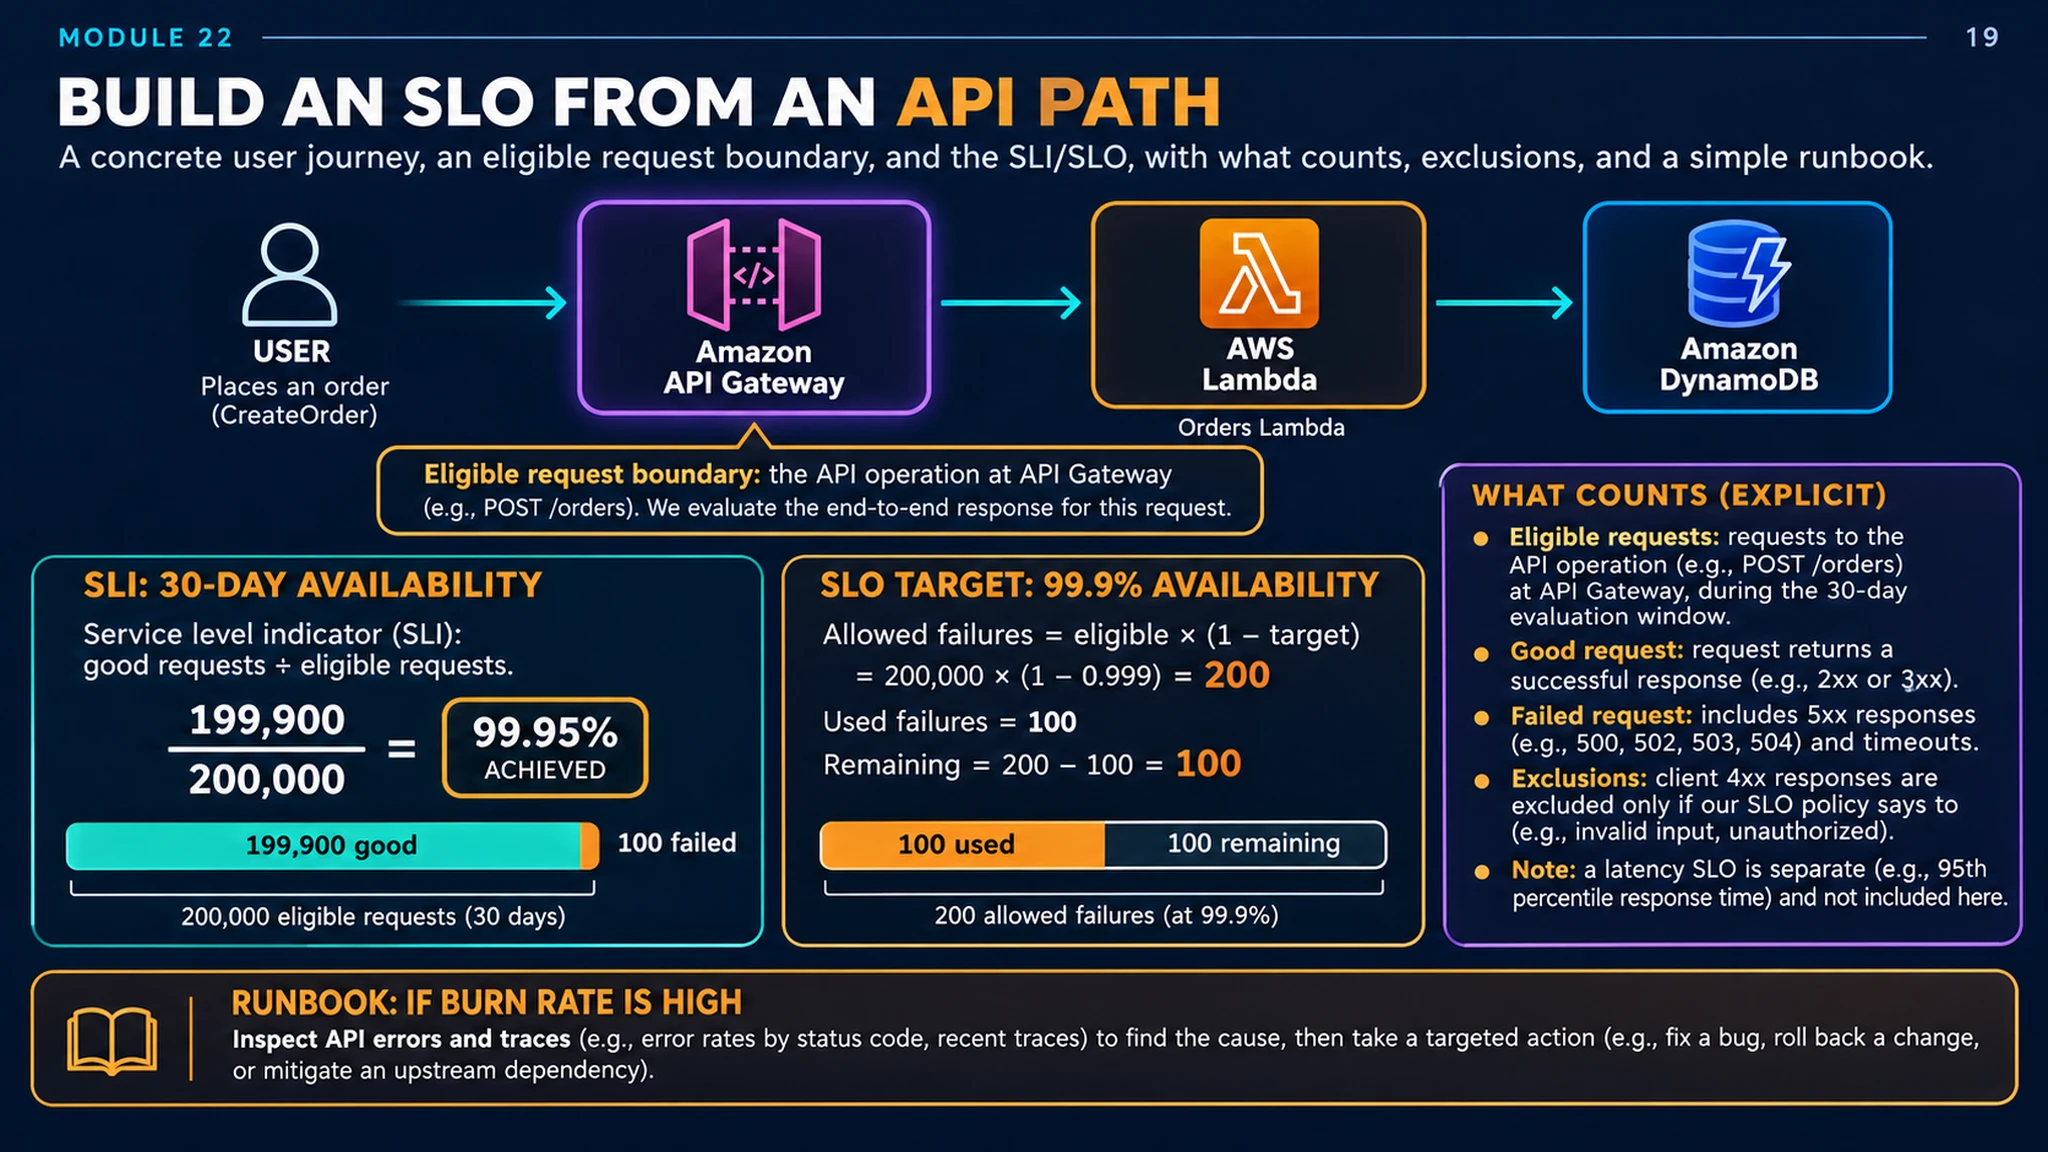 MODULE 22
19
BUILD AN SLO FROM AN API PATH
A concrete user journey, an eligible request boundary, and the SLI/SLO, with what counts, exclusions, and a simple runbook.
USER
Places an order
(CreateOrder)
</>
Amazon
API Gateway
AWS
Lambda
Orders Lambda
Amazon
DynamoDB
Eligible request boundary: the API operation at API Gateway
(e.g., POST /orders). We evaluate the end-to-end response for this request.
SLI: 30-DAY AVAILABILITY
Service level indicator (SLI):
good requests ÷ eligible requests.
199,900
200,000
=
99.95%
ACHIEVED
199,900 good
100 failed
200,000 eligible requests (30 days)
SLO TARGET: 99.9% AVAILABILITY
Allowed failures = eligible × (1 – target)
= 200,000 × (1 – 0.999) = 200
Used failures = 100
Remaining = 200 – 100 = 100
100 used
100 remaining
200 allowed failures (at 99.9%)
WHAT COUNTS (EXPLICIT)
• Eligible requests: requests to the
API operation (e.g., POST /orders)
at API Gateway, during the 30-day
evaluation window.
• Good request: request returns a
successful response (e.g., 2xx or 3xx).
• Failed request: includes 5xx responses
(e.g., 500, 502, 503, 504) and timeouts.
• Exclusions: client 4xx responses are
excluded only if our SLO policy says to
(e.g., invalid input, unauthorized).
• Note: a latency SLO is separate (e.g., 95th
percentile response time) and not included here.
RUNBOOK: IF BURN RATE IS HIGH
Inspect API errors and traces (e.g., error rates by status code, recent traces) to find the cause, then take a targeted action (e.g., fix a bug, roll back a change,
or mitigate an upstream dependency).